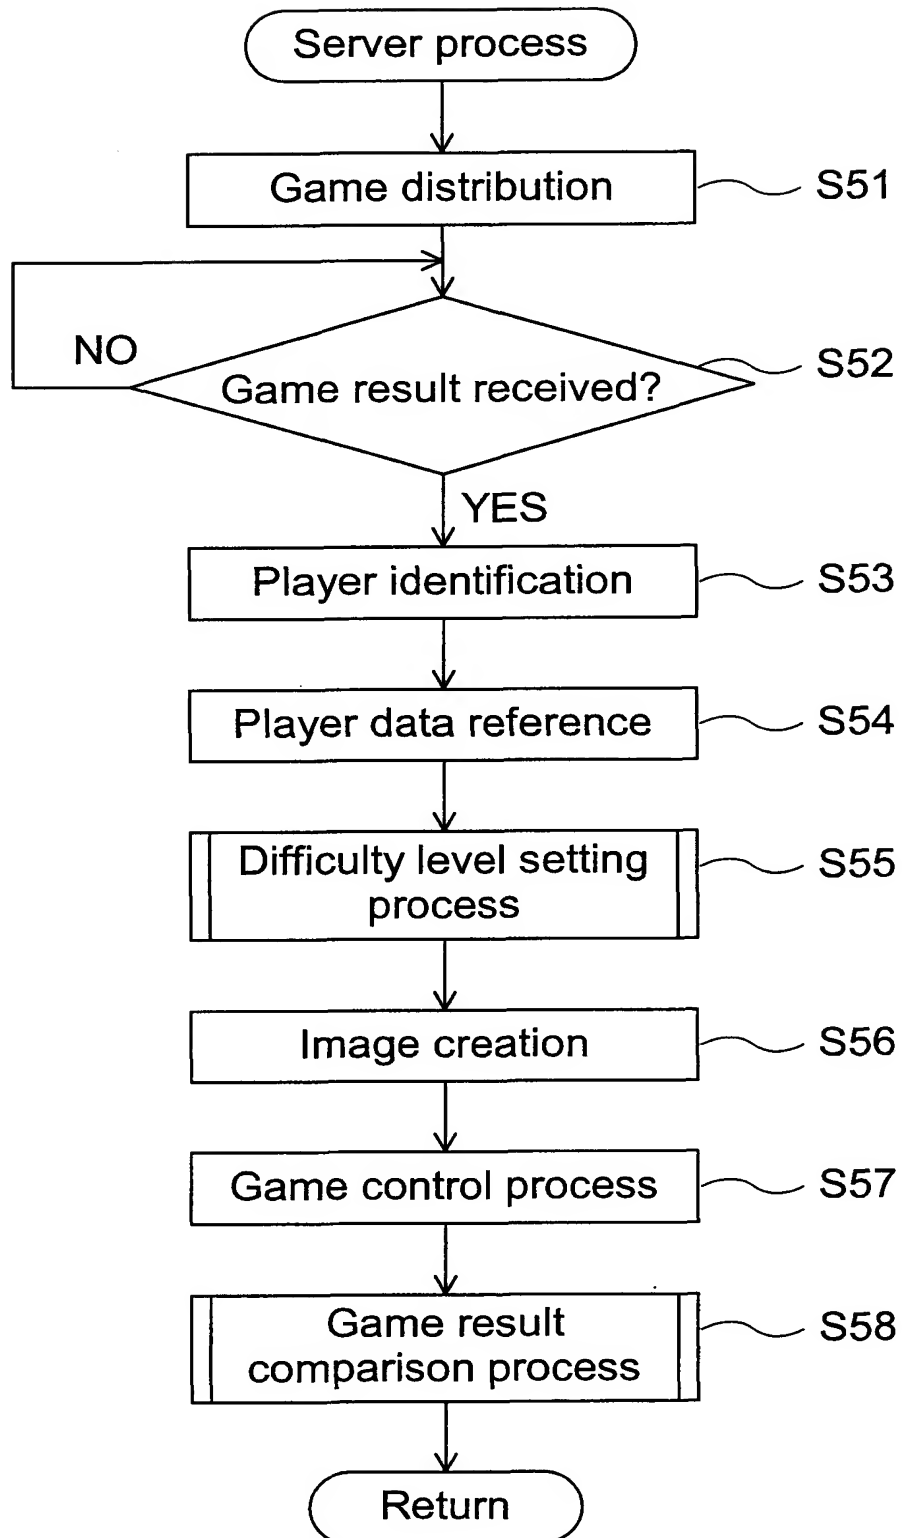 Server process
Game distribution
S51
NO
Game result received?
S52
YES
Player identification
S53
Player data reference
S54
Difficulty level setting
process
S55
Image creation
S56
Game control process
S57
Game result
comparison process
S58
Return